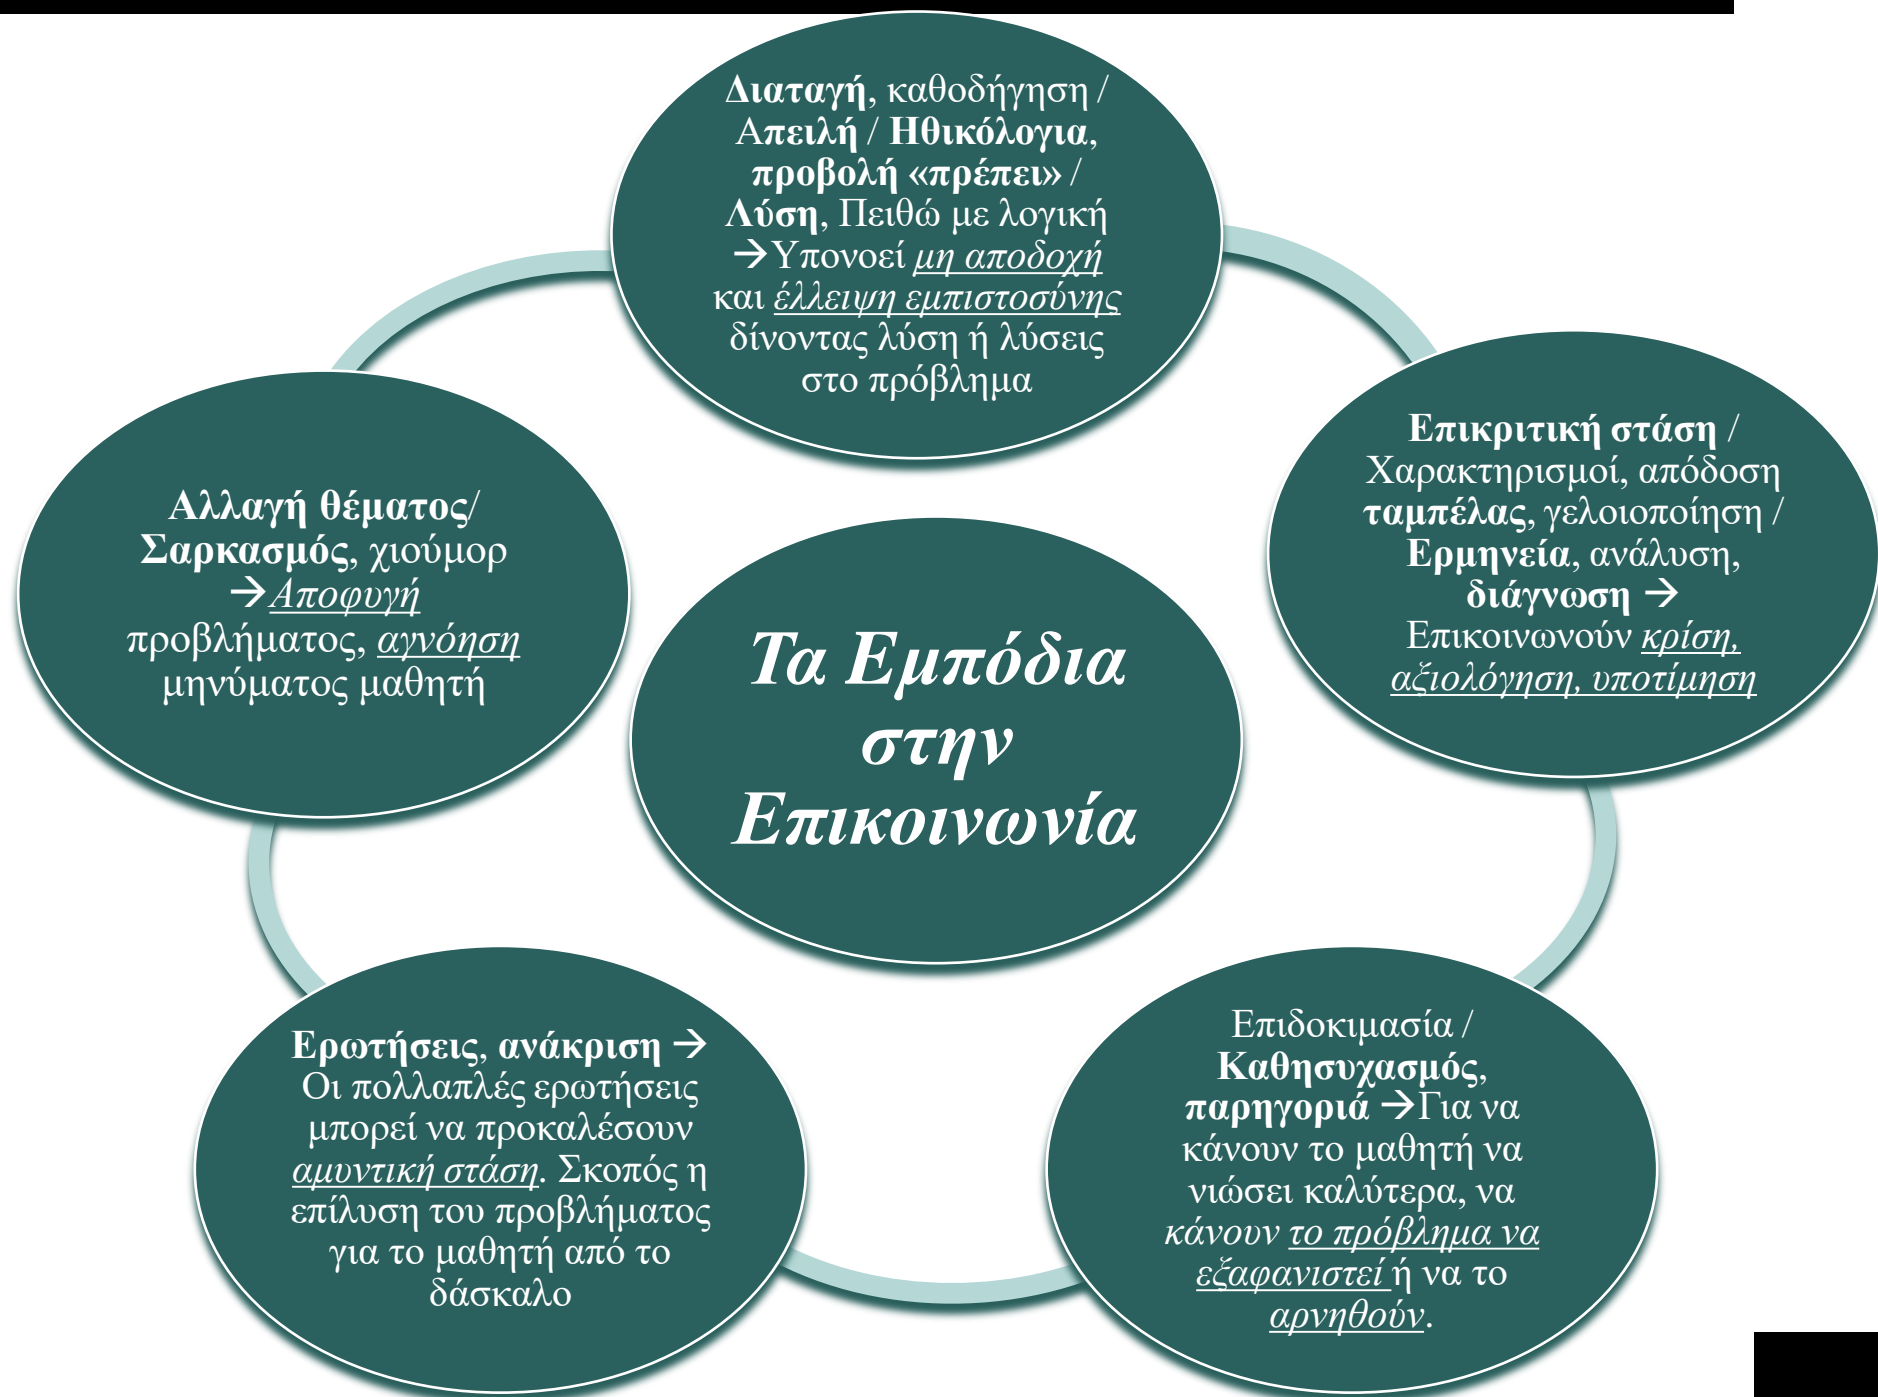 Διαταγή, καθοδήγηση /
Απειλή / Ηθικόλογια,
προβολή «πρέπει» /
Λύση, Πειθώ με λογική
→Υπονοεί μη αποδοχή
και έλλειψη εμπιστοσύνης
δίνοντας λύση ή λύσεις
στο πρόβλημα
Επικριτική στάση /
Χαρακτηρισμοί, απόδοση
ταμπέλας, γελοιοποίηση /
Ερμηνεία, ανάλυση,
διάγνωση →
Επικοινωνούν κρίση,
αξιολόγηση, υποτίμηση
Επιδοκιμασία /
Καθησυχασμός,
παρηγοριά →Για να
κάνουν το μαθητή να
νιώσει καλύτερα, να
κάνουν το πρόβλημα να
εξαφανιστεί ή να το
αρνηθούν.
Ερωτήσεις, ανάκριση →
Οι πολλαπλές ερωτήσεις
μπορεί να προκαλέσουν
αμυντική στάση. Σκοπός η
επίλυση του προβλήματος
για το μαθητή από το
δάσκαλο
Αλλαγή θέματος/
Σαρκασμός, χιούμορ
→Αποφυγή
προβλήματος, αγνόηση
μηνύματος μαθητή
Τα Εμπόδια
στην
Επικοινωνία